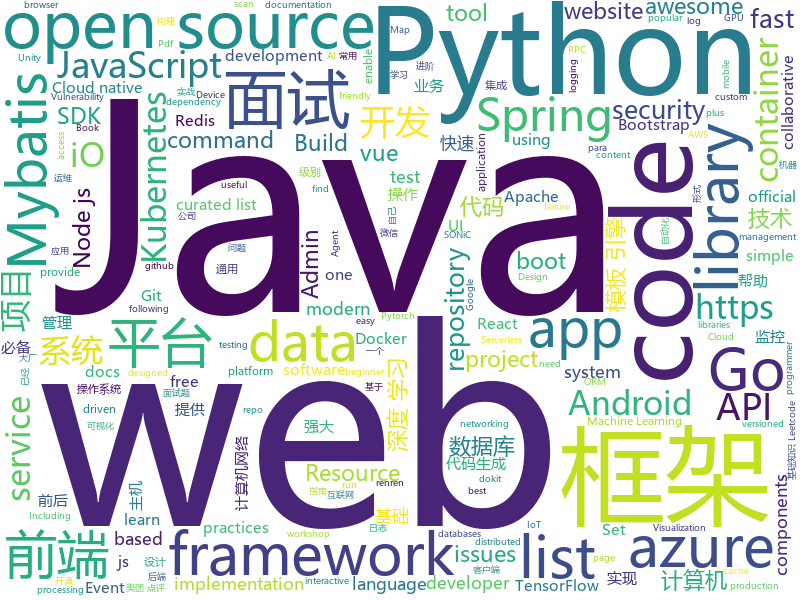 browser scan documentation
open source
Python
awesome
Unity Pdf 构建 AI 常用
website
fast
Map log popular GPU
面试
tool
JavaScript
development
学习 进阶
RPC
enable
Cloud native
实战
Mybatis
SDK
Vulnerability
Device
friendly
业务
集成
logging
mobile
collaborative
dependency
Redis
开发
Spring
security
container
custom
iO
Kubernetes
command
Build
快速
using
Bootstrap
plus
AWS
access
Book
vue
library
para
content
Node js
级别
test
操作
代码
Apache
application
机器
运维
useful
find
curated list
UI
official
形式
项目
Java
code
技术
公司
自己
微信
failure
SONiC
Admin
模板 引擎
management
应用
问题
github
通用
Agent
Design
boot
simple
自动化
系统
平台
one
repository
帮助
provide
Git
modern
Google
https
following
Pytorch
Docker
React
libraries
Cloud
管理
testing
easy
一个
Serverless
need
data
app
Go
必备
大厂
designed
beginner
project
API
监控
programmer
docs
platform
基于
software
system
ORM
已经
面试题
free
repo
深度 学习
service
操作系统
提供
driven
Android
Machine Learning
versioned
Leetcode
可视化
强大
数据库
networking
web
框架
计算机网络
Resource
代码生成
IoT
dokit
databases
前后
主机
指南
互联网
renren
run
best
list
azure
components
Including
learn
基础
workshop
distributed
Visualization
前端
based
practices
日志
issues
Set
interactive
page
js
设计
framework
客户端
TensorFlow
processing
Event
后端
开源
美团 点评
implementation
language
developer
实现
计算机
cache
production